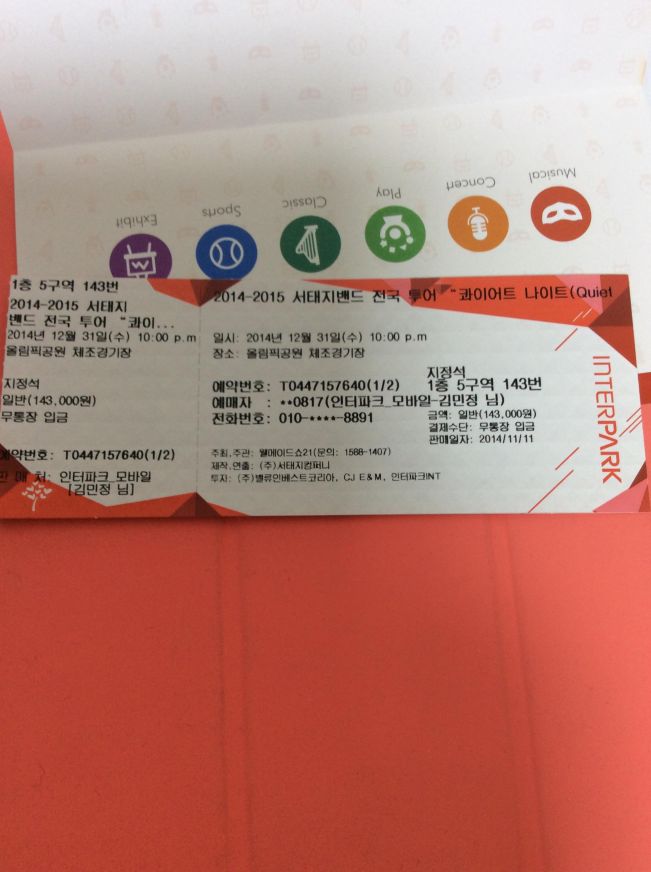 Musical
Concert
Play
Classic
Sports
Exhibit
1층 5구역 143번
2014-2015 서태지
밴드 전국 투어 "콰이...
2014년 12월 31일(수) 10:00 p.m
올림픽공원 체조경기장
지정석
일반(143,000원)
무통장 입금
예약번호: T0447157640(1/2)
판 매 처: 인터파크_모바일
[김민정 님]
2014-2015 서태지밴드 전국 투어 "콰이어트 나이트(Quiet
일시: 2014년 12월 31일(수) 10:00 p.m
장소: 올림픽공원 체조경기장
지정석
예약번호: T0447157640(1/2) 1층 5구역 143번
예매자 : **0817(인터파크_모바일-김민정 님)
전화번호: 010-****-8891
금액: 일반(143,000원)
결제수단: 무통장 입금
판매일자: 2014/11/11
주최,주관: 웰메이드쇼21(문의: 1588-1407)
제작,연출: (주)서태지컴퍼니
투자: (주)밸류인베스트코리아, CJ E&M, 인터파크INT
INTERPARK